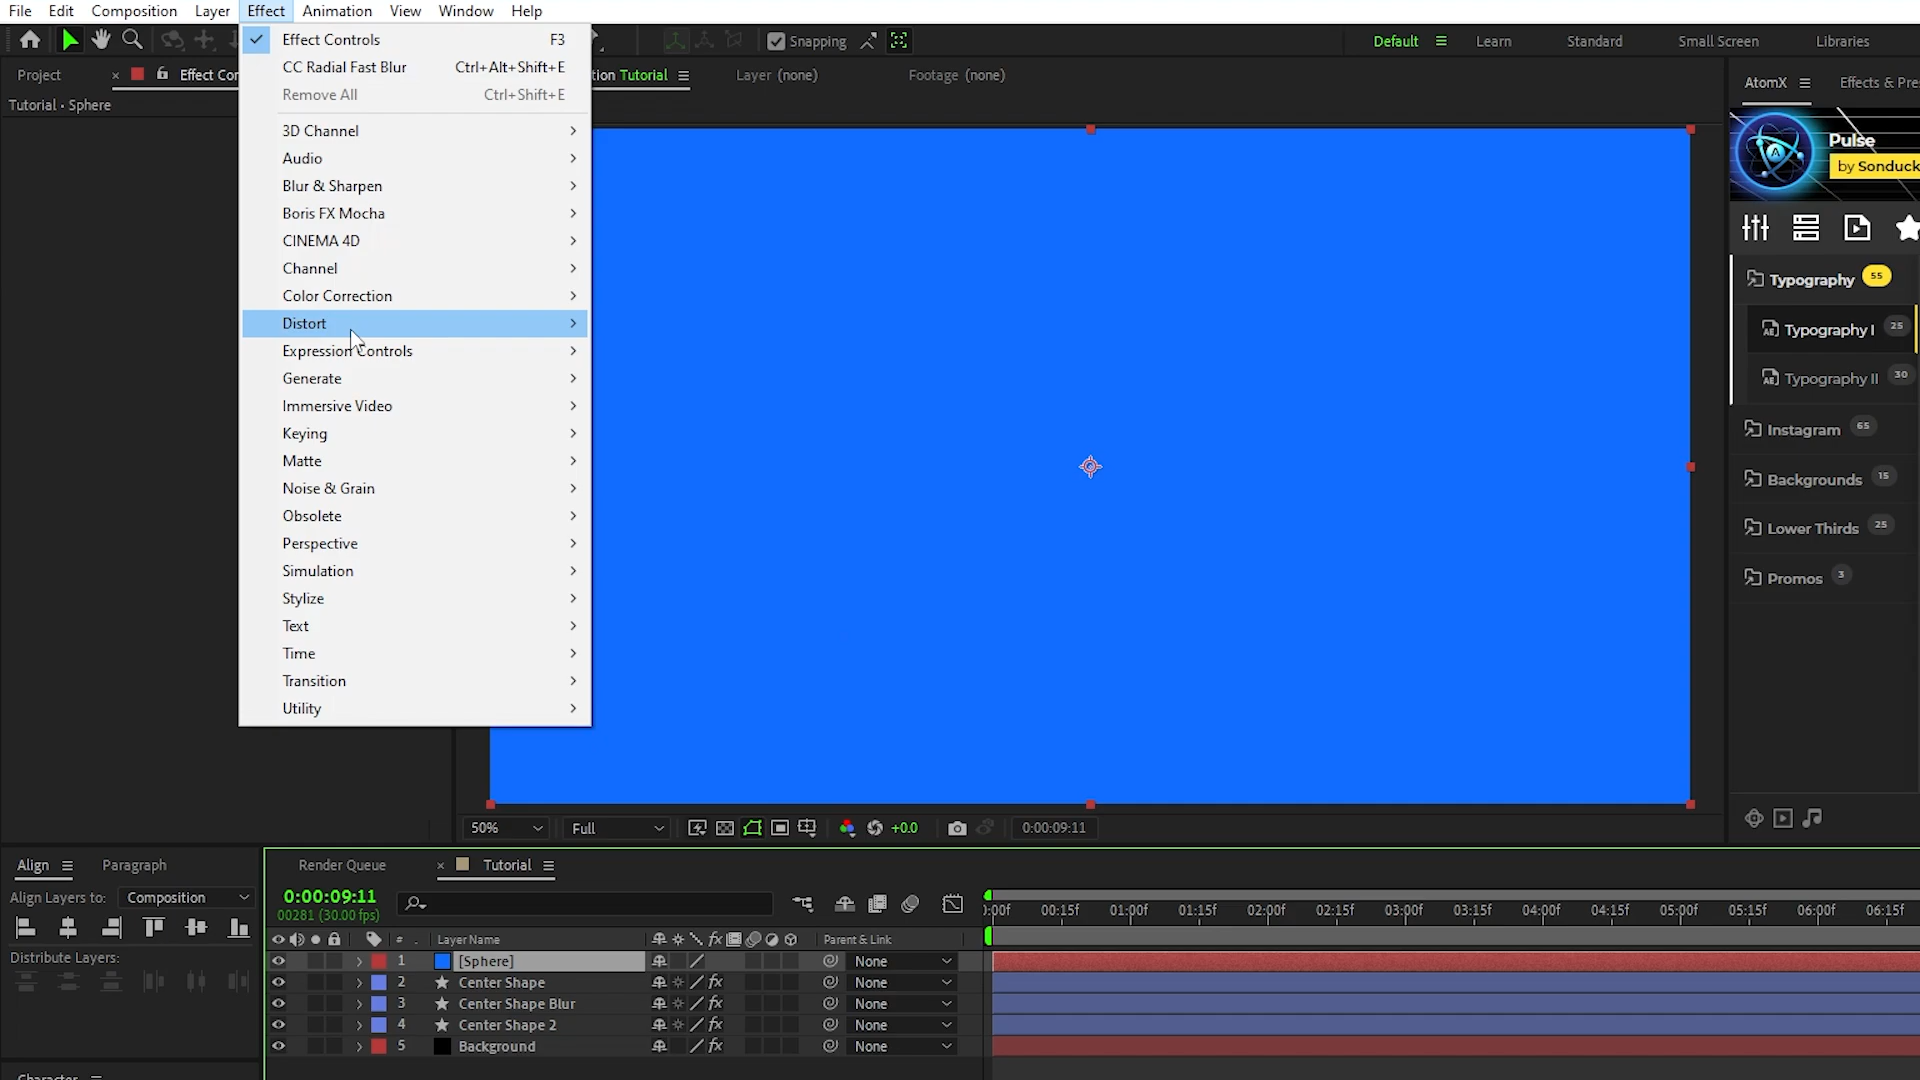 File Edit Composition Layer Effect Animation View Window Help
Snapping
Default
Learn
Standard
Small Screen
Libraries
Project
Effect Con
tion Tutorial
Layer (none)
Footage (none)
AtomX
Effects & Pre
Tutorial • Sphere
Effect Controls F3
CC Radial Fast Blur Ctrl+Alt+Shift+E
Remove All Ctrl+Shift+E
3D Channel
Audio
Blur & Sharpen
Boris FX Mocha
CINEMA 4D
Channel
Color Correction
Distort
Expression Controls
Generate
Immersive Video
Keying
Matte
Noise & Grain
Obsolete
Perspective
Simulation
Stylize
Text
Time
Transition
Utility
A
Pulse
by Sonduck
Typography 55
Typography I 25
Typography II 30
Instagram 65
Backgrounds 15
Lower Thirds 25
Promos 3
50%
Full
+0.0
0:00:09:11
Align
Paragraph
Align Layers to: Composition
Distribute Layers:
Character
Render Queue
Tutorial
0:00:09:11
00281 (30.00 fps)
# . Layer Name fx Parent & Link
1 [Sphere] None
2 Center Shape fx None
3 Center Shape Blur fx None
4 Center Shape 2 fx None
5 Background fx None
):00f 00:15f 01:00f 01:15f 02:00f 02:15f 03:00f 03:15f 04:00f 04:15f 05:00f 05:15f 06:00f 06:15f